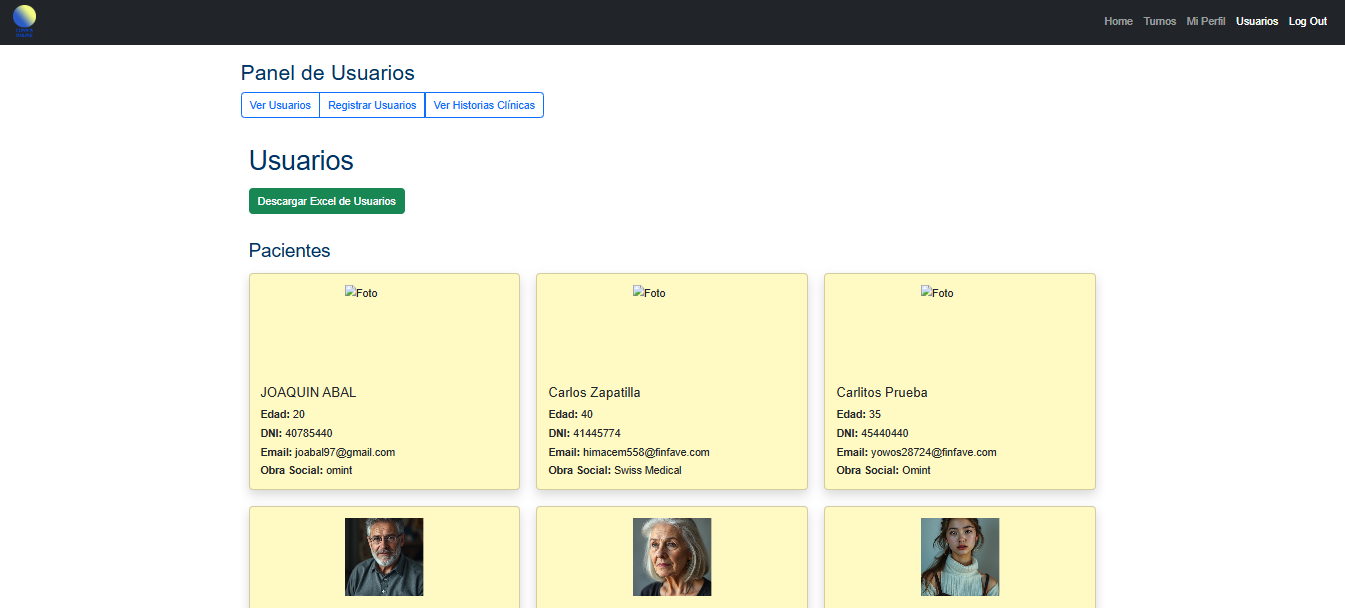 Home Turnos Mi Perfil Usuarios Log Out
Panel de Usuarios
Ver Usuarios Registrar Usuarios Ver Historias Clínicas
Usuarios
Descargar Excel de Usuarios
Pacientes
Foto
JOAQUIN ABAL
Edad: 20
DNI: 40785440
Email: joabal97@gmail.com
Obra Social: omint
Foto
Carlos Zapatilla
Edad: 40
DNI: 41445774
Email: himacem558@finfave.com
Obra Social: Swiss Medical
Foto
Carlitos Prueba
Edad: 35
DNI: 45440440
Email: yowos28724@finfave.com
Obra Social: Omint